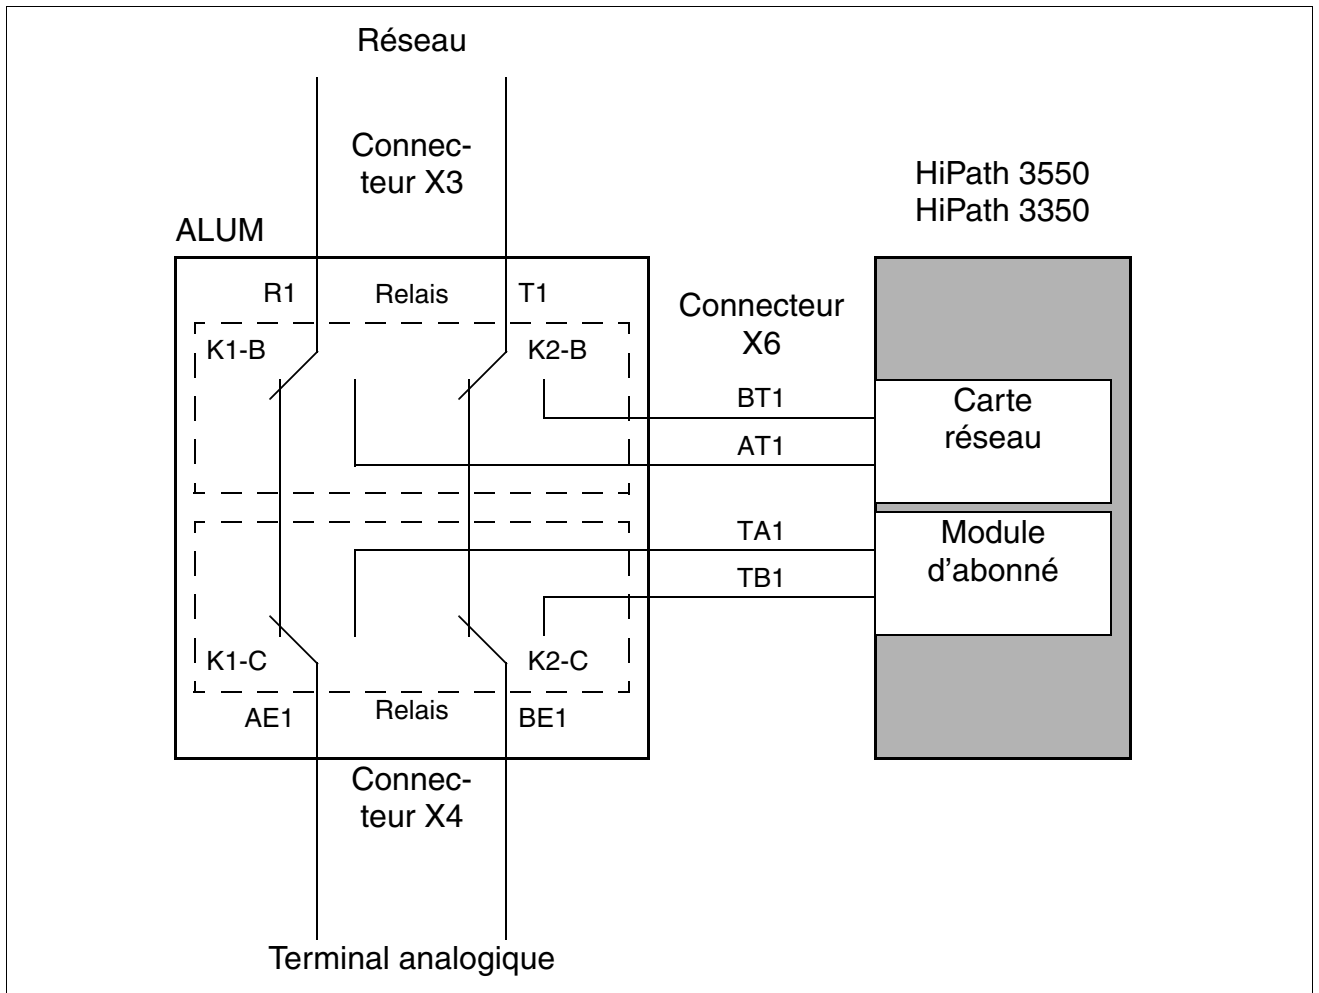 Réseau
Connec-
teur X3
HiPath 3550
HiPath 3350
ALUM
R1 Relais T1
Connecteur
X6
K1-B K2-B
BT1
Carte
réseau
AT1
TA1
Module
d'abonné
TB1
K1-C K2-C
AE1 Relais BE1
Connec-
teur X4
Terminal analogique